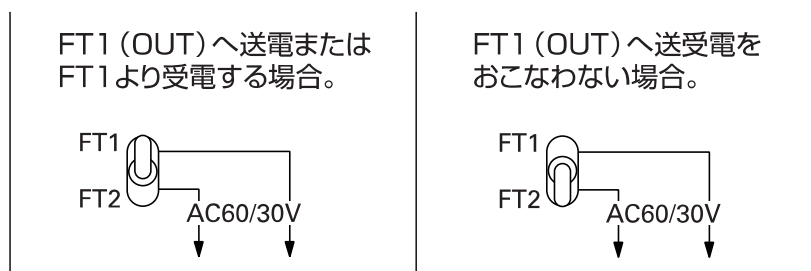 FT1（OUT）へ送電または
FT1より受電する場合。
FT1
FT2
AC60/30V
FT1（OUT）へ送受電を
おこなわない場合。
FT1
FT2
AC60/30V